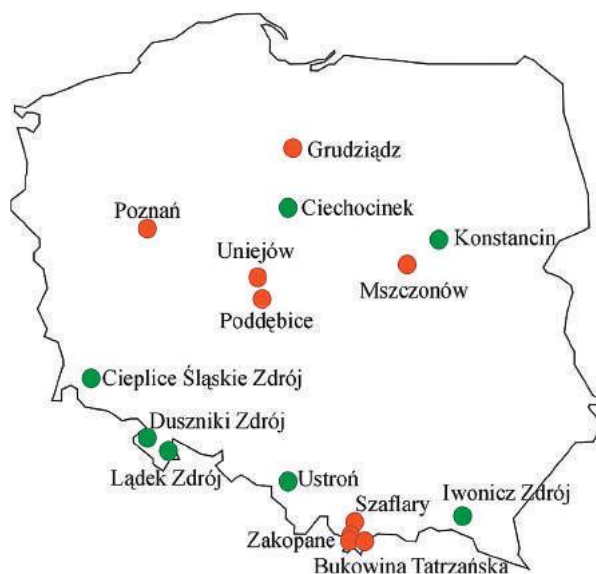 Grudziądz
Ciechocinek
Poznań
Konstancin
Uniejów
Mszczonów
Poddębice
Cieplice Śląskie Zdrój
Duszniki Zdrój
Lądek Zdrój
Ustroń
Iwonicz Zdrój
Szaflary
Zakopane
Bukowina Tatrzańska